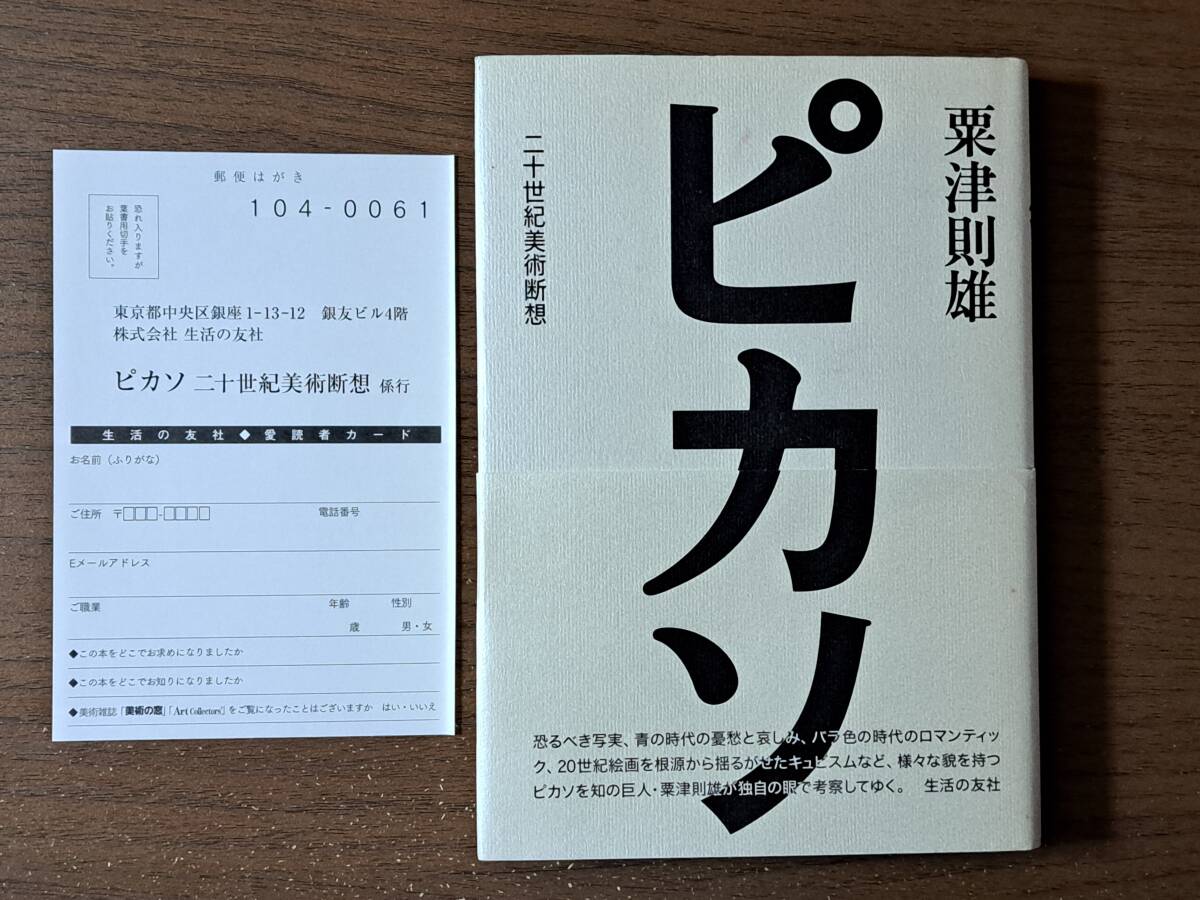 郵便はがき
恐れ入りますが
葉書用切手を
お貼りください。
104-0061
東京都中央区銀座1-13-12　銀友ビル4階
株式会社 生活の友社
ピカソ 二十世紀美術断想 係行
生活の友社◆愛読者カード
お名前（ふりがな）
ご住所　〒□□□-□□□□　電話番号
Eメールアドレス
ご職業　年齢　性別
歳　男・女
◆この本をどこでお求めになりましたか
◆この本をどこでお知りになりましたか
◆美術雑誌「美術の窓」「Art Collectors'」をご覧になったことはございますか　はい・いいえ
粟津則雄
ピカソ
二十世紀美術断想
恐るべき写実、青の時代の憂愁と哀しみ、バラ色の時代のロマンティッ
ク、20世紀絵画を根源から揺るがせたキュビスムなど、様々な貌を持つ
ピカソを知の巨人・粟津則雄が独自の眼で考察してゆく。　生活の友社